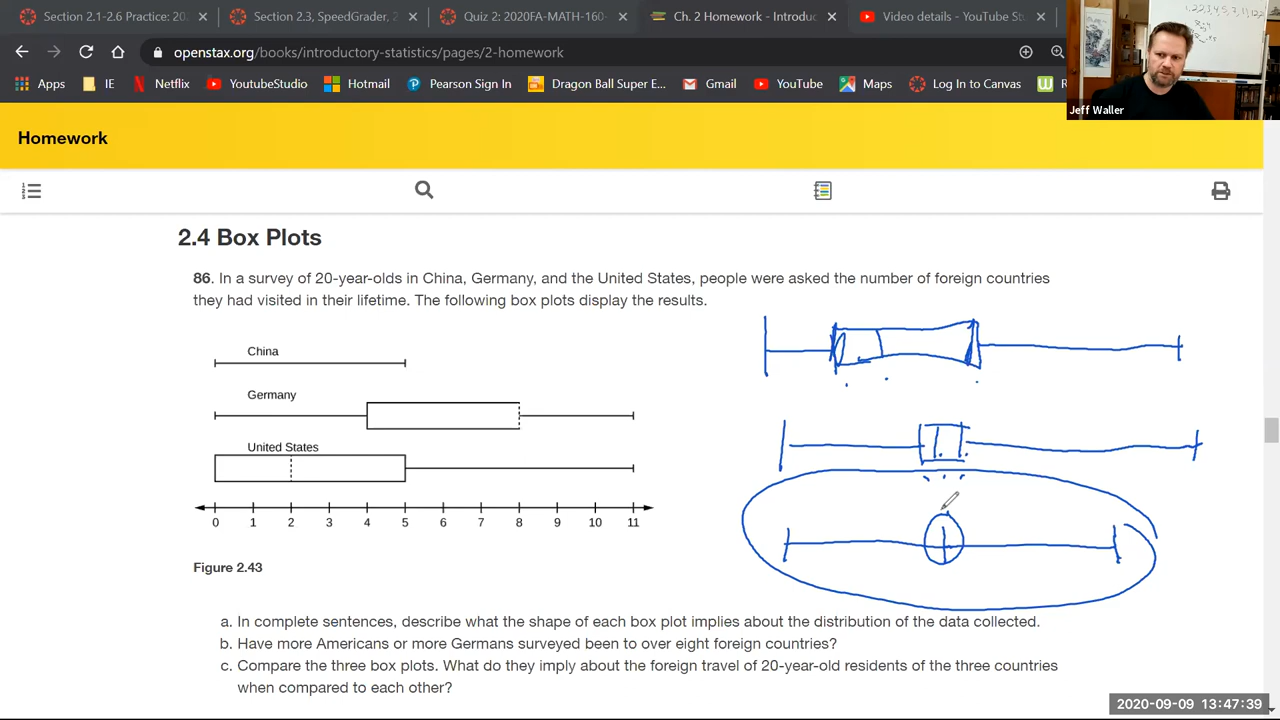 Section 2.1-2.6 Practice: 202
Section 2.3, SpeedGrader
Quiz 2: 2020FA-MATH-160-
Ch. 2 Homework - Introduc
Video details - YouTube Stu
openstax.org/books/introductory-statistics/pages/2-homework
Apps
IE
Netflix
YoutubeStudio
Hshma
Pearson Sign In
Dragon Ball Super E...
Gmail
YouTube
Maps
Log In to Canvas
Jeff Waller
Homework
2.4 Box Plots
86. In a survey of 20-year-olds in China, Germany, and the United States, people were asked the number of foreign countries
they had visited in their lifetime. The following box plots display the results.
China
Germany
United States
0 1 2 3 4 5 6 7 8 9 10 11
Figure 2.43
a. In complete sentences, describe what the shape of each box plot implies about the distribution of the data collected.
b. Have more Americans or more Germans surveyed been to over eight foreign countries?
c. Compare the three box plots. What do they imply about the foreign travel of 20-year-old residents of the three countries
when compared to each other?
2020-09-09 13:47:39